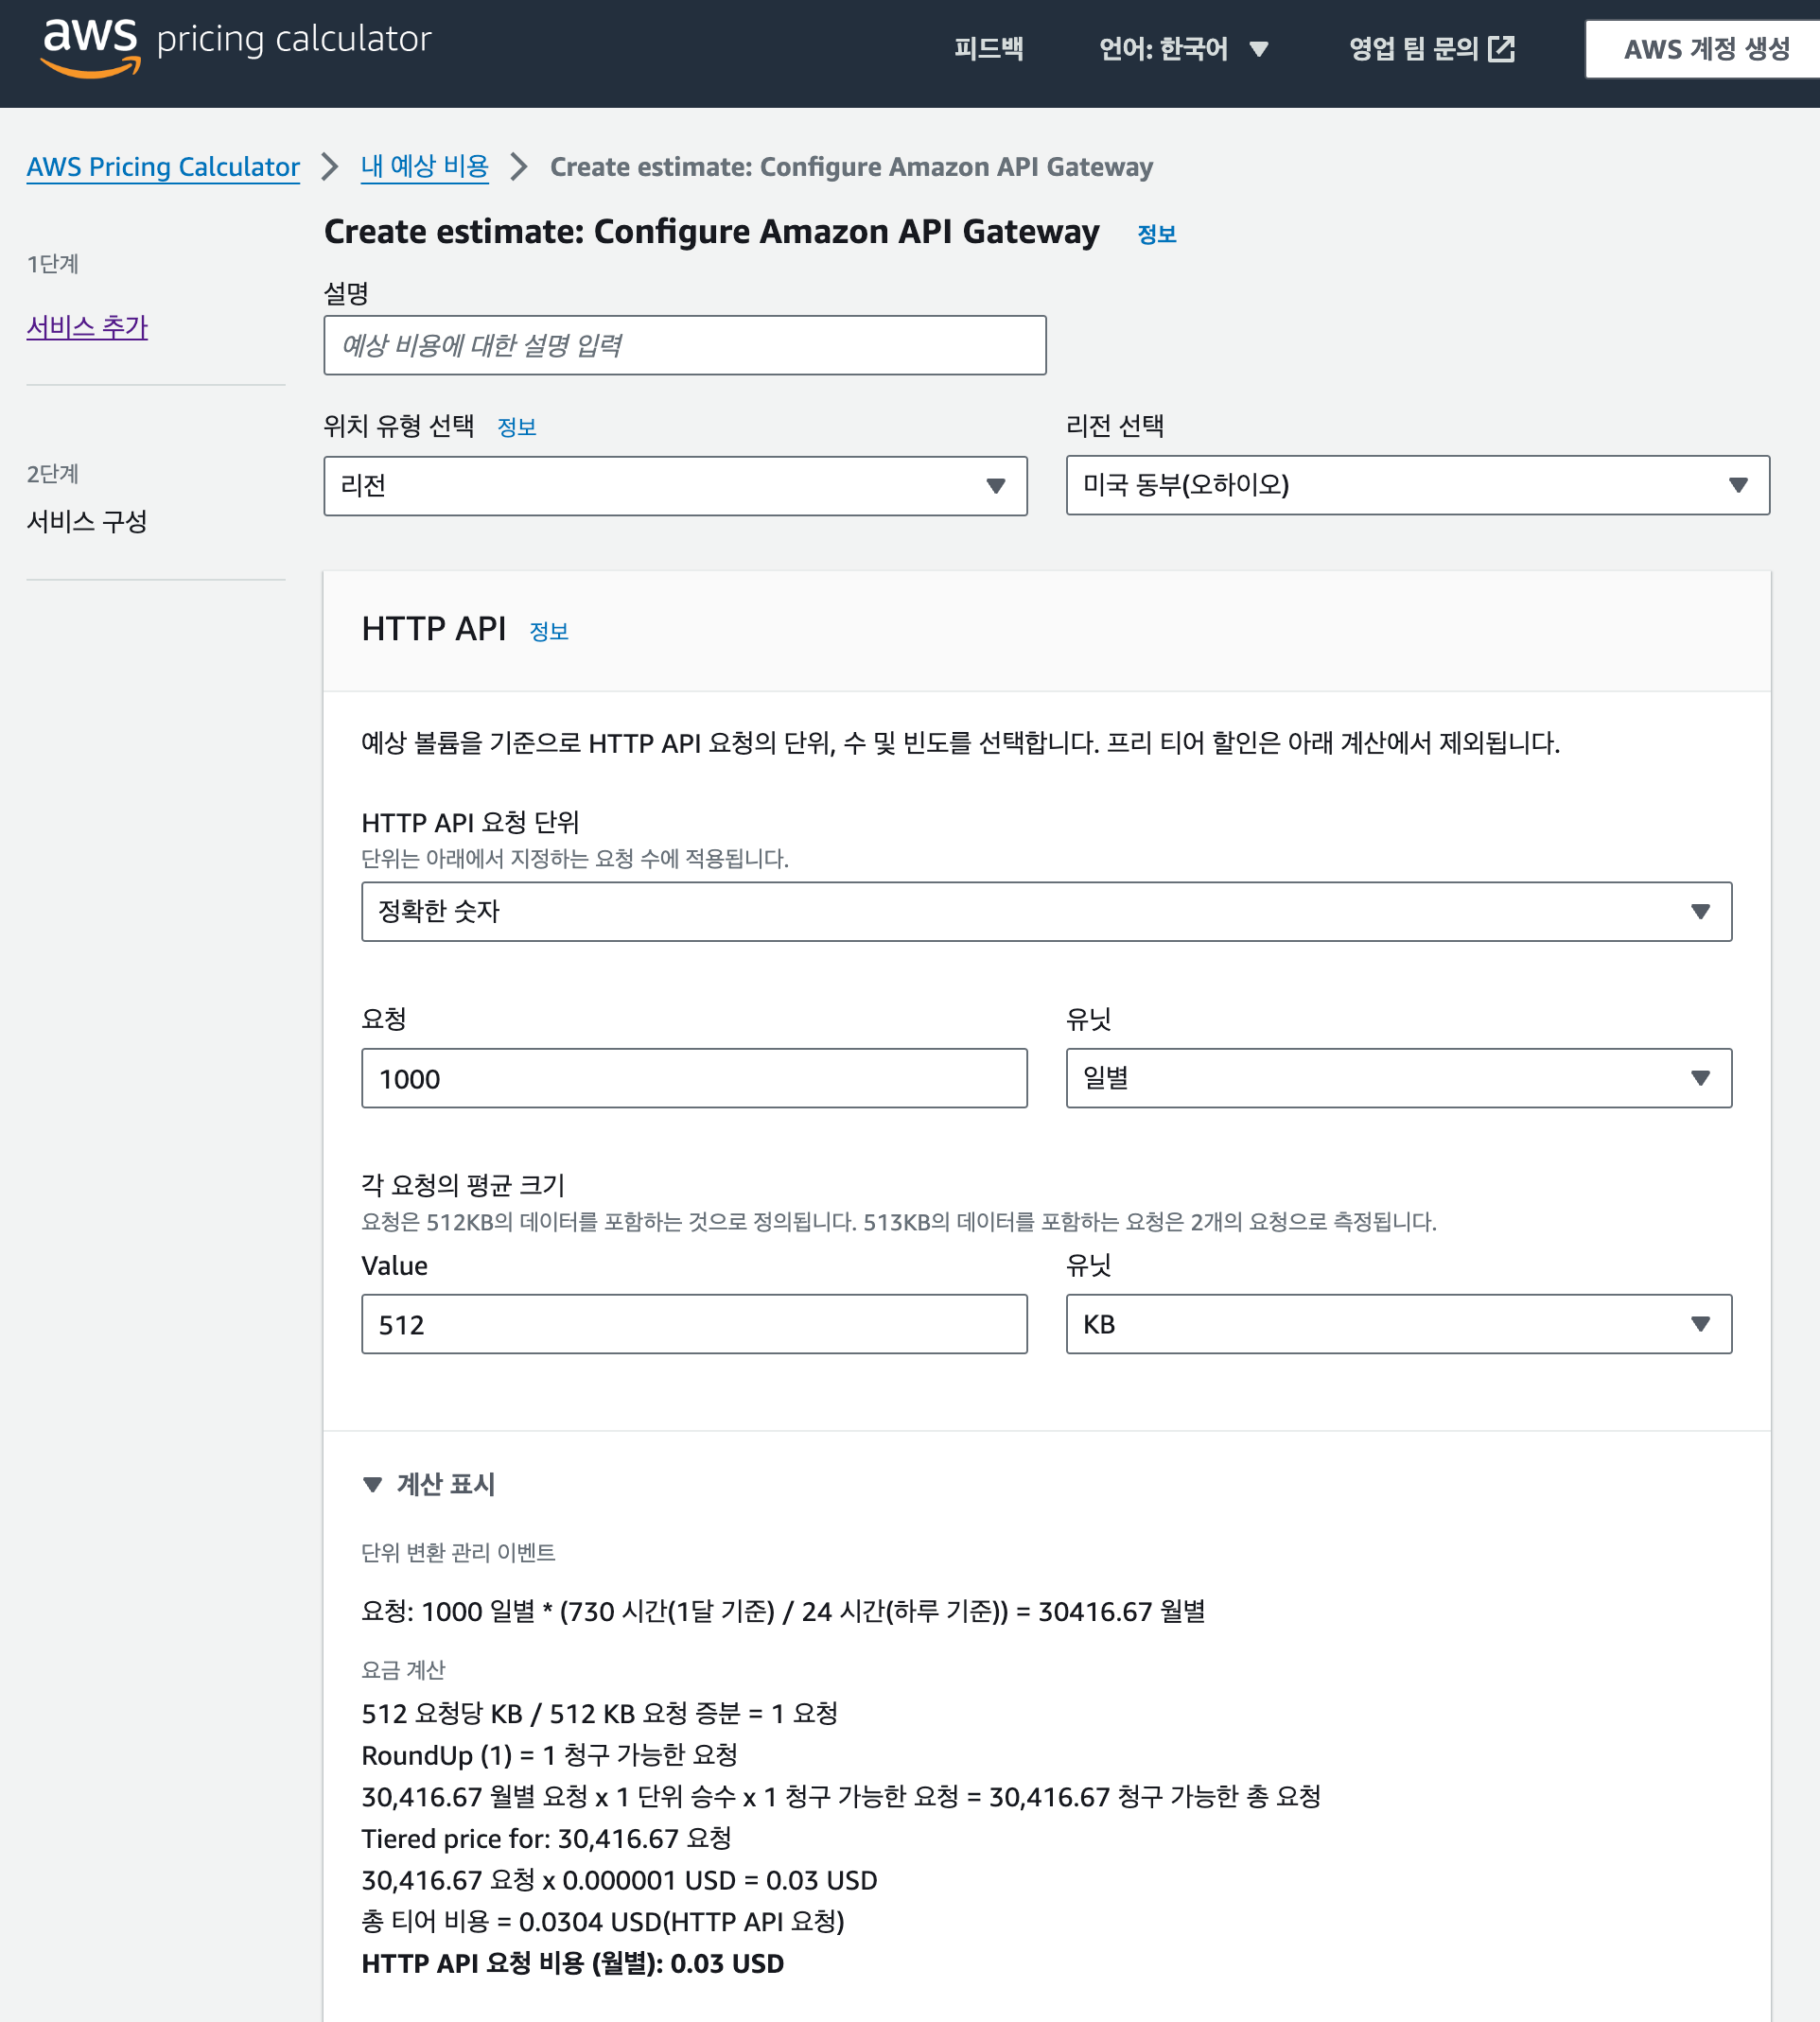 aws pricing calculator
피드백
언어: 한국어
영업 팀 문의
AWS 계정 생성
AWS Pricing Calculator
내 예상 비용
Create estimate: Configure Amazon API Gateway
1단계
서비스 추가
2단계
서비스 구성
Create estimate: Configure Amazon API Gateway 정보
설명
예상 비용에 대한 설명 입력
위치 유형 선택 정보
리전
리전 선택
미국 동부(오하이오)
HTTP API 정보
예상 볼륨을 기준으로 HTTP API 요청의 단위, 수 및 빈도를 선택합니다. 프리 티어 할인은 아래 계산에서 제외됩니다.
HTTP API 요청 단위
단위는 아래에서 지정하는 요청 수에 적용됩니다.
정확한 숫자
요청
1000
유닛
일별
각 요청의 평균 크기
요청은 512KB의 데이터를 포함하는 것으로 정의됩니다. 513KB의 데이터를 포함하는 요청은 2개의 요청으로 측정됩니다.
Value
512
유닛
KB
계산 표시
단위 변환 관리 이벤트
요청: 1000 일별 * (730 시간(1달 기준) / 24 시간(하루 기준)) = 30416.67 월별
요금 계산
512 요청당 KB / 512 KB 요청 증분 = 1 요청
RoundUp (1) = 1 청구 가능한 요청
30,416.67 월별 요청 x 1 단위 승수 x 1 청구 가능한 요청 = 30,416.67 청구 가능한 총 요청
Tiered price for: 30,416.67 요청
30,416.67 요청 x 0.000001 USD = 0.03 USD
총 티어 비용 = 0.0304 USD(HTTP API 요청)
HTTP API 요청 비용 (월별): 0.03 USD